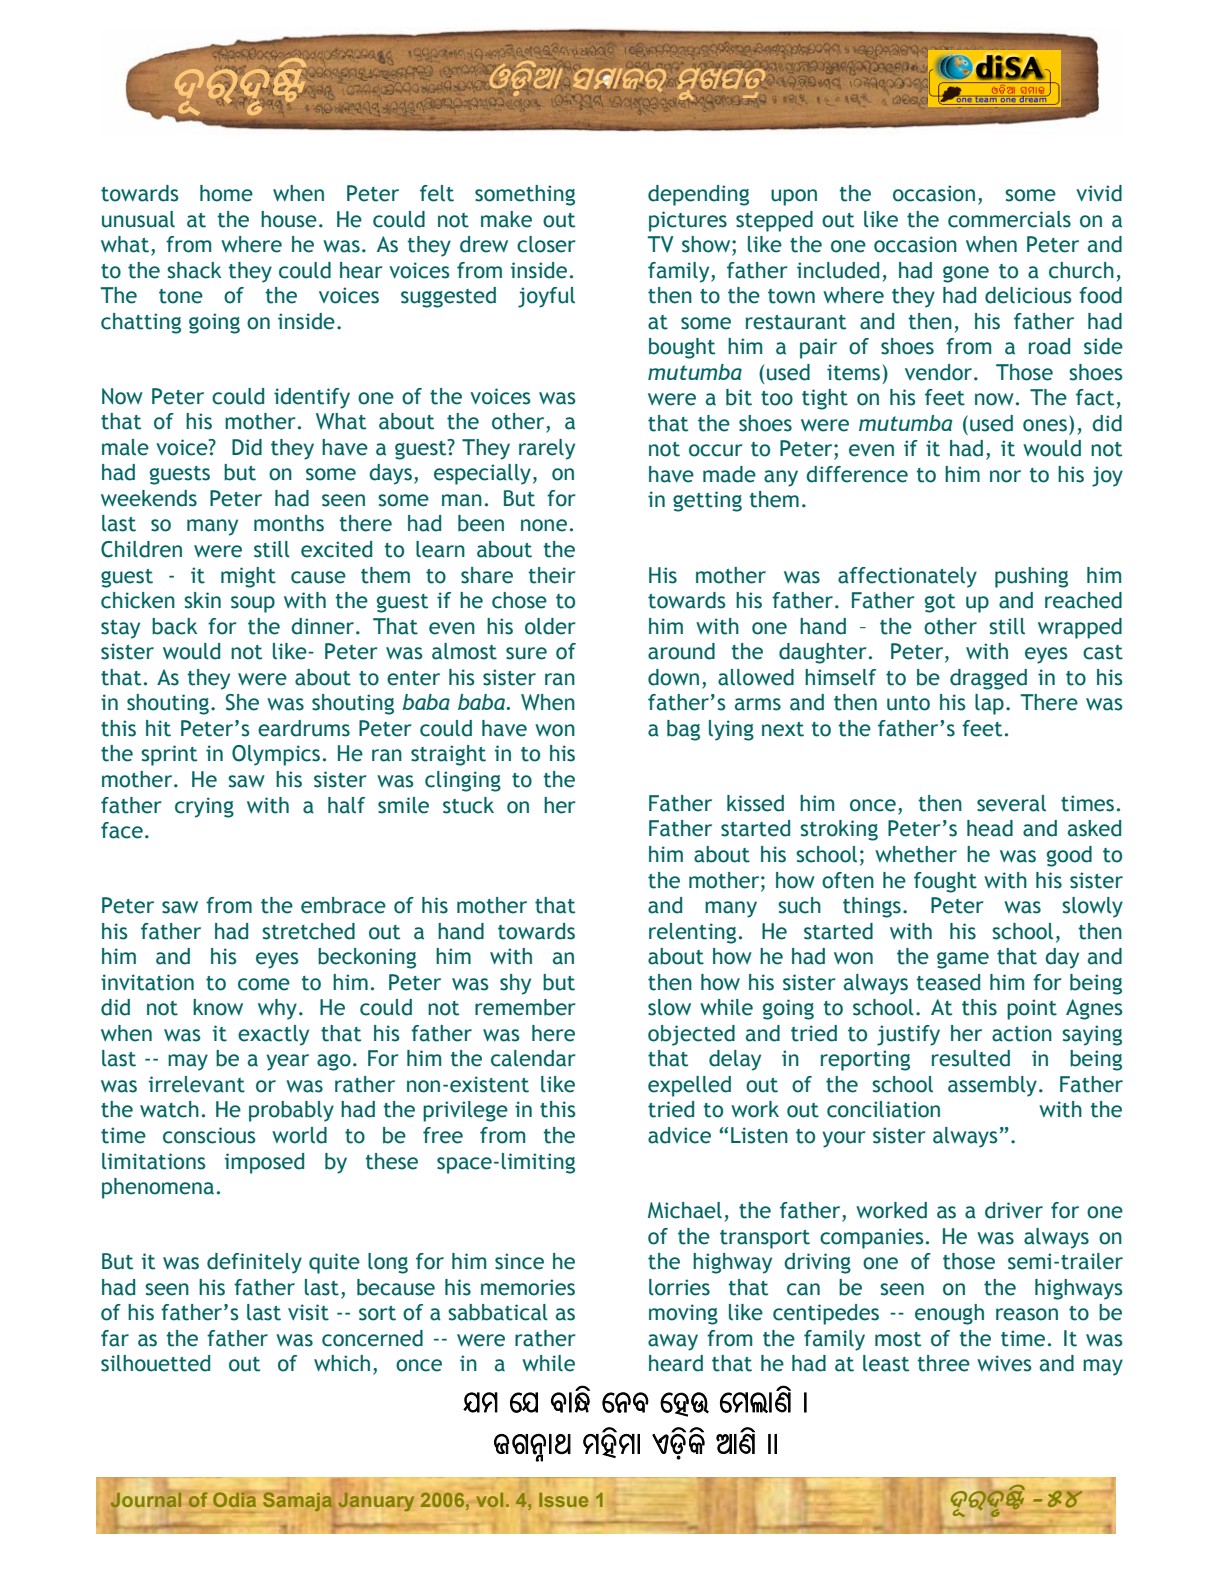 ଦୂରଦୃଷ୍ଟି
ଓଡ଼ିଆ ସମାଜର ମୁଖପତ୍ର
diSA
ଓଡ଼ିଆ ସମାଜ
one team one dream
towards home when Peter felt something
unusual at the house. He could not make out
what, from where he was. As they drew closer
to the shack they could hear voices from inside.
The tone of the voices suggested joyful
chatting going on inside.
Now Peter could identify one of the voices was
that of his mother. What about the other, a
male voice? Did they have a guest? They rarely
had guests but on some days, especially, on
weekends Peter had seen some man. But for
last so many months there had been none.
Children were still excited to learn about the
guest - it might cause them to share their
chicken skin soup with the guest if he chose to
stay back for the dinner. That even his older
sister would not like- Peter was almost sure of
that. As they were about to enter his sister ran
in shouting. She was shouting baba baba. When
this hit Peter’s eardrums Peter could have won
the sprint in Olympics. He ran straight in to his
mother. He saw his sister was clinging to the
father crying with a half smile stuck on her
face.
Peter saw from the embrace of his mother that
his father had stretched out a hand towards
him and his eyes beckoning him with an
invitation to come to him. Peter was shy but
did not know why. He could not remember
when was it exactly that his father was here
last -- may be a year ago. For him the calendar
was irrelevant or was rather non-existent like
the watch. He probably had the privilege in this
time conscious world to be free from the
limitations imposed by these space-limiting
phenomena.
But it was definitely quite long for him since he
had seen his father last, because his memories
of his father’s last visit -- sort of a sabbatical as
far as the father was concerned -- were rather
silhouetted out of which, once in a while
depending upon the occasion, some vivid
pictures stepped out like the commercials on a
TV show; like the one occasion when Peter and
family, father included, had gone to a church,
then to the town where they had delicious food
at some restaurant and then, his father had
bought him a pair of shoes from a road side
mutumba (used items) vendor. Those shoes
were a bit too tight on his feet now. The fact,
that the shoes were mutumba (used ones), did
not occur to Peter; even if it had, it would not
have made any difference to him nor to his joy
in getting them.
His mother was affectionately pushing him
towards his father. Father got up and reached
him with one hand – the other still wrapped
around the daughter. Peter, with eyes cast
down, allowed himself to be dragged in to his
father’s arms and then unto his lap. There was
a bag lying next to the father’s feet.
Father kissed him once, then several times.
Father started stroking Peter’s head and asked
him about his school; whether he was good to
the mother; how often he fought with his sister
and many such things. Peter was slowly
relenting. He started with his school, then
about how he had won the game that day and
then how his sister always teased him for being
slow while going to school. At this point Agnes
objected and tried to justify her action saying
that delay in reporting resulted in being
expelled out of the school assembly. Father
tried to work out conciliation with the
advice “Listen to your sister always”.
Michael, the father, worked as a driver for one
of the transport companies. He was always on
the highway driving one of those semi-trailer
lorries that can be seen on the highways
moving like centipedes -- enough reason to be
away from the family most of the time. It was
heard that he had at least three wives and may
ଯମ ଯେ ବାନ୍ଧି ନେବ ହେଉ ମେଲାଣି ।
ଜଗନ୍ନାଥ ମହିମା ଏଡ଼ିକି ଆଣି ॥
Journal of Odia Samaja January 2006, vol. 4, Issue 1
ଦୂରଦୃଷ୍ଟି - ୫୪